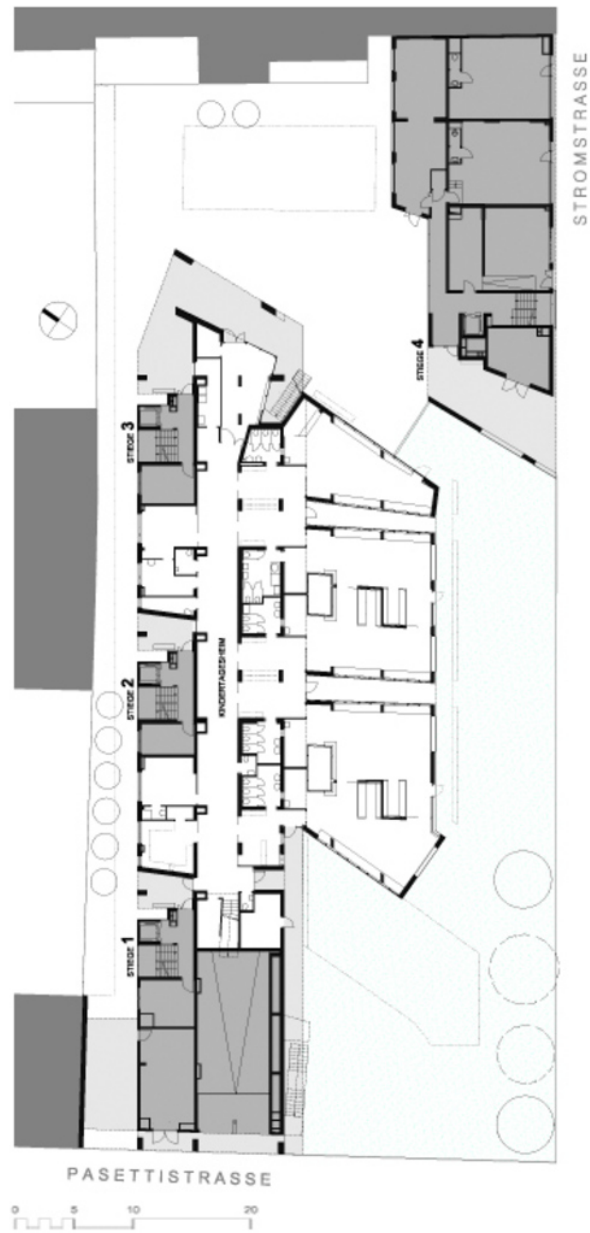 STROMSTRASSE
STIEGE 4
STIEGE 3
KINDERTAGESHEIM
STIEGE 2
STIEGE 1
PASETTISTRASSE
0 5 10 20